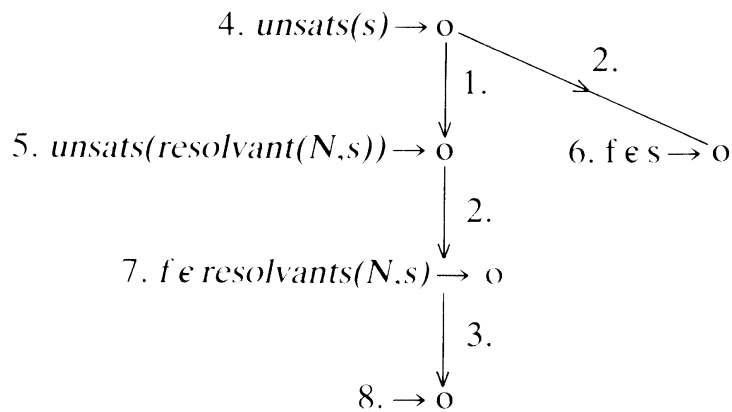 4. unsats(s) → o
2.
1.
5. unsats(resolvant(N,s)) → o
6. f ϵ s → o
2.
7. f ϵ resolvants(N,s) → o
3.
8. → o